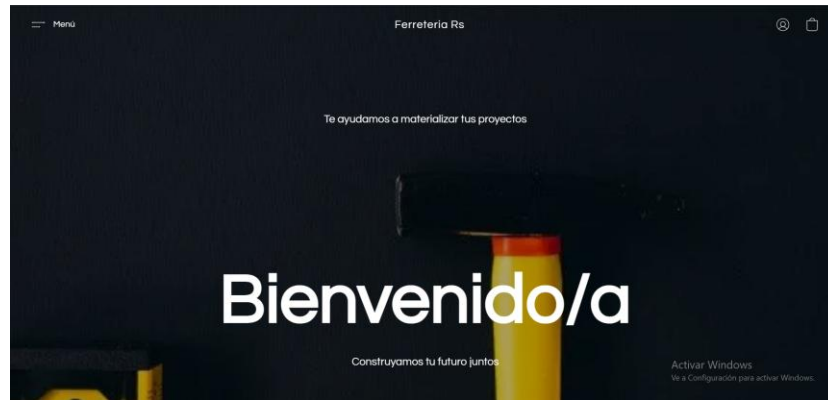 Menú
Ferreteria Rs
Te ayudamos a materializar tus proyectos
Bienvenido/a
Construyamos tu futuro juntos
Activar Windows
Ve a Configuración para activar Windows.